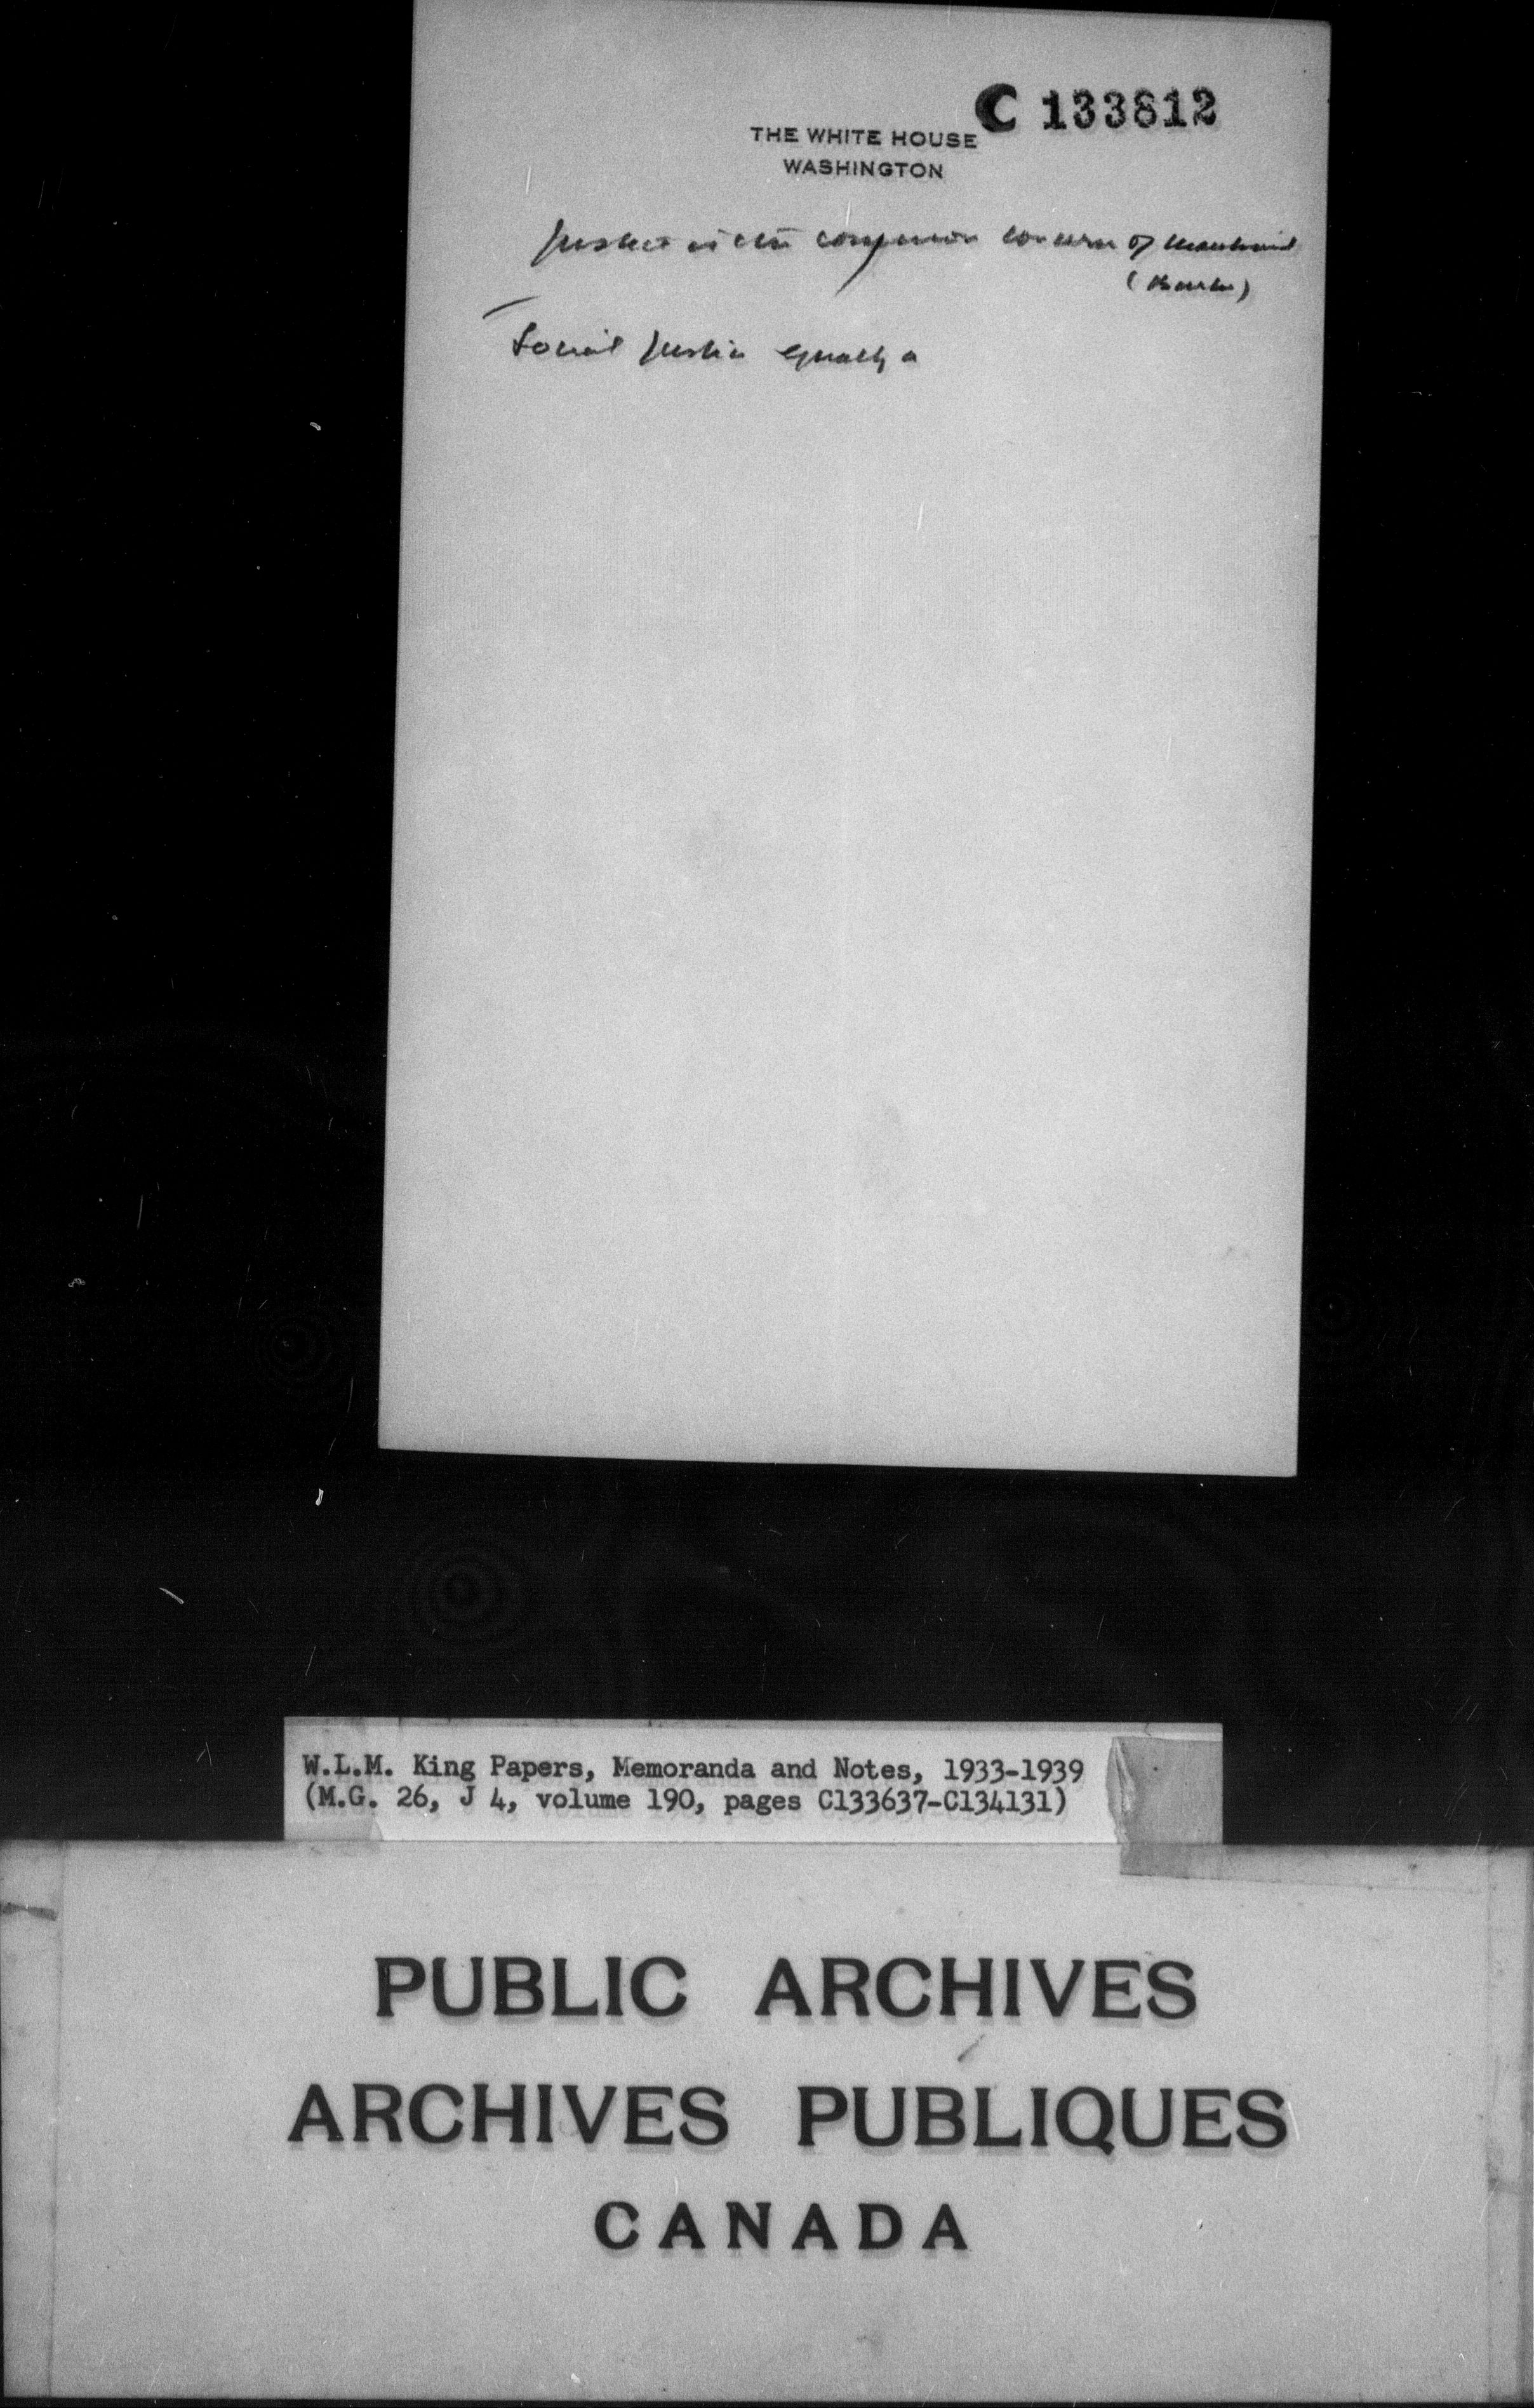 C 133812
THE WHITE HOUSE
WASHINGTON
Justice is the common concern of mankind
(Burke)
Social Justice equally a
W.L.M. King Papers, Memoranda and Notes, 1933-1939
(M.G. 26, J 4, volume 190, pages C133637-C134131)
PUBLIC ARCHIVES
ARCHIVES PUBLIQUES
CANADA